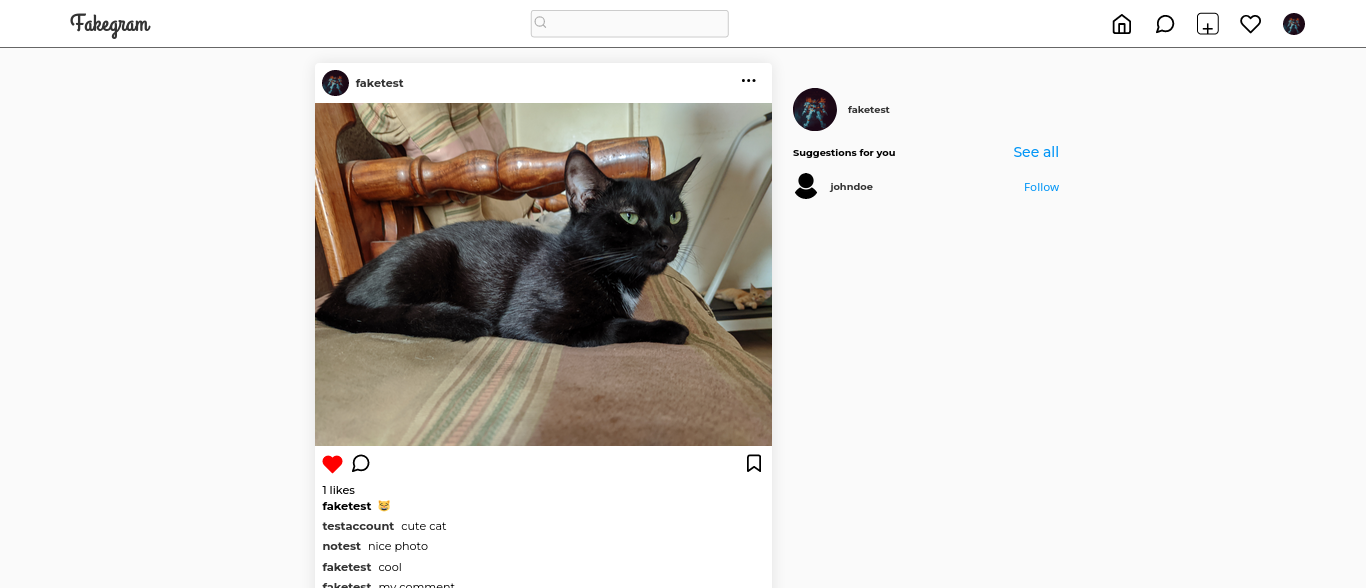 Fakegram
faketest
faketest
Suggestions for you
See all
johndoe
Follow
1 likes
faketest 😸
testaccount cute cat
notest nice photo
faketest cool
faketest my comment